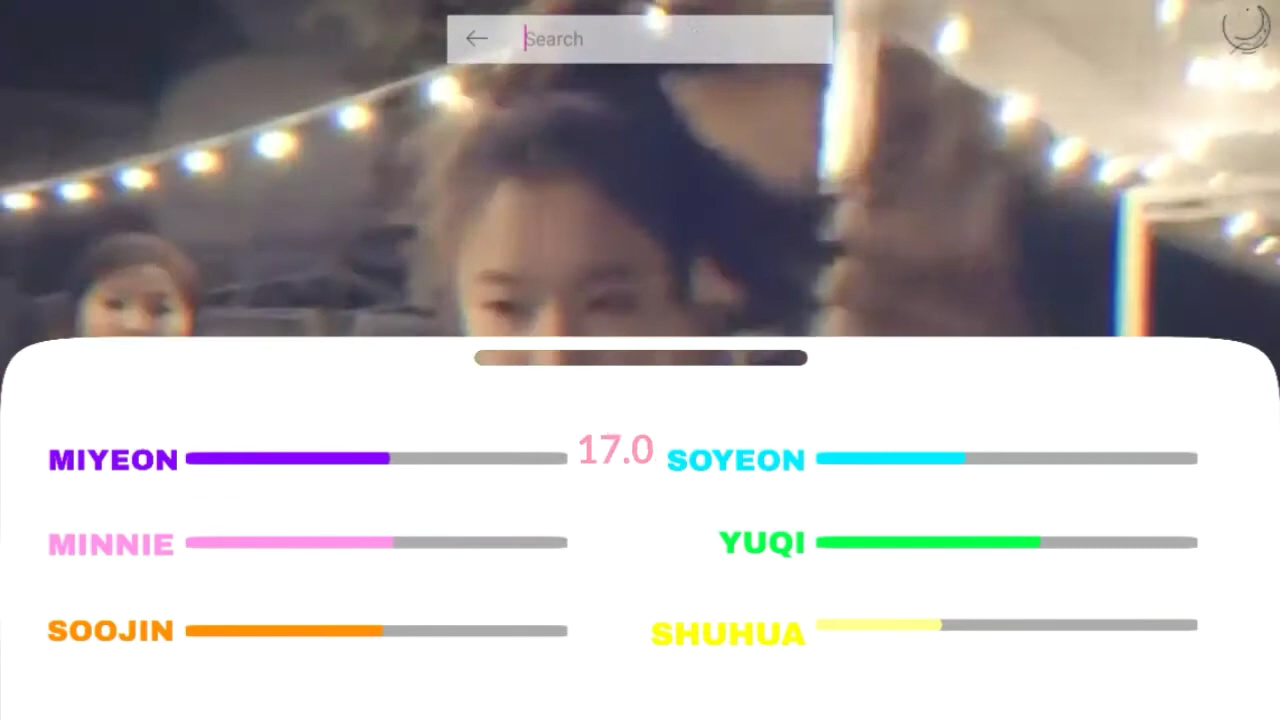 Search
MIYEON
17.0
SOYEON
MINNIE
YUQI
SOOJIN
SHUHUA